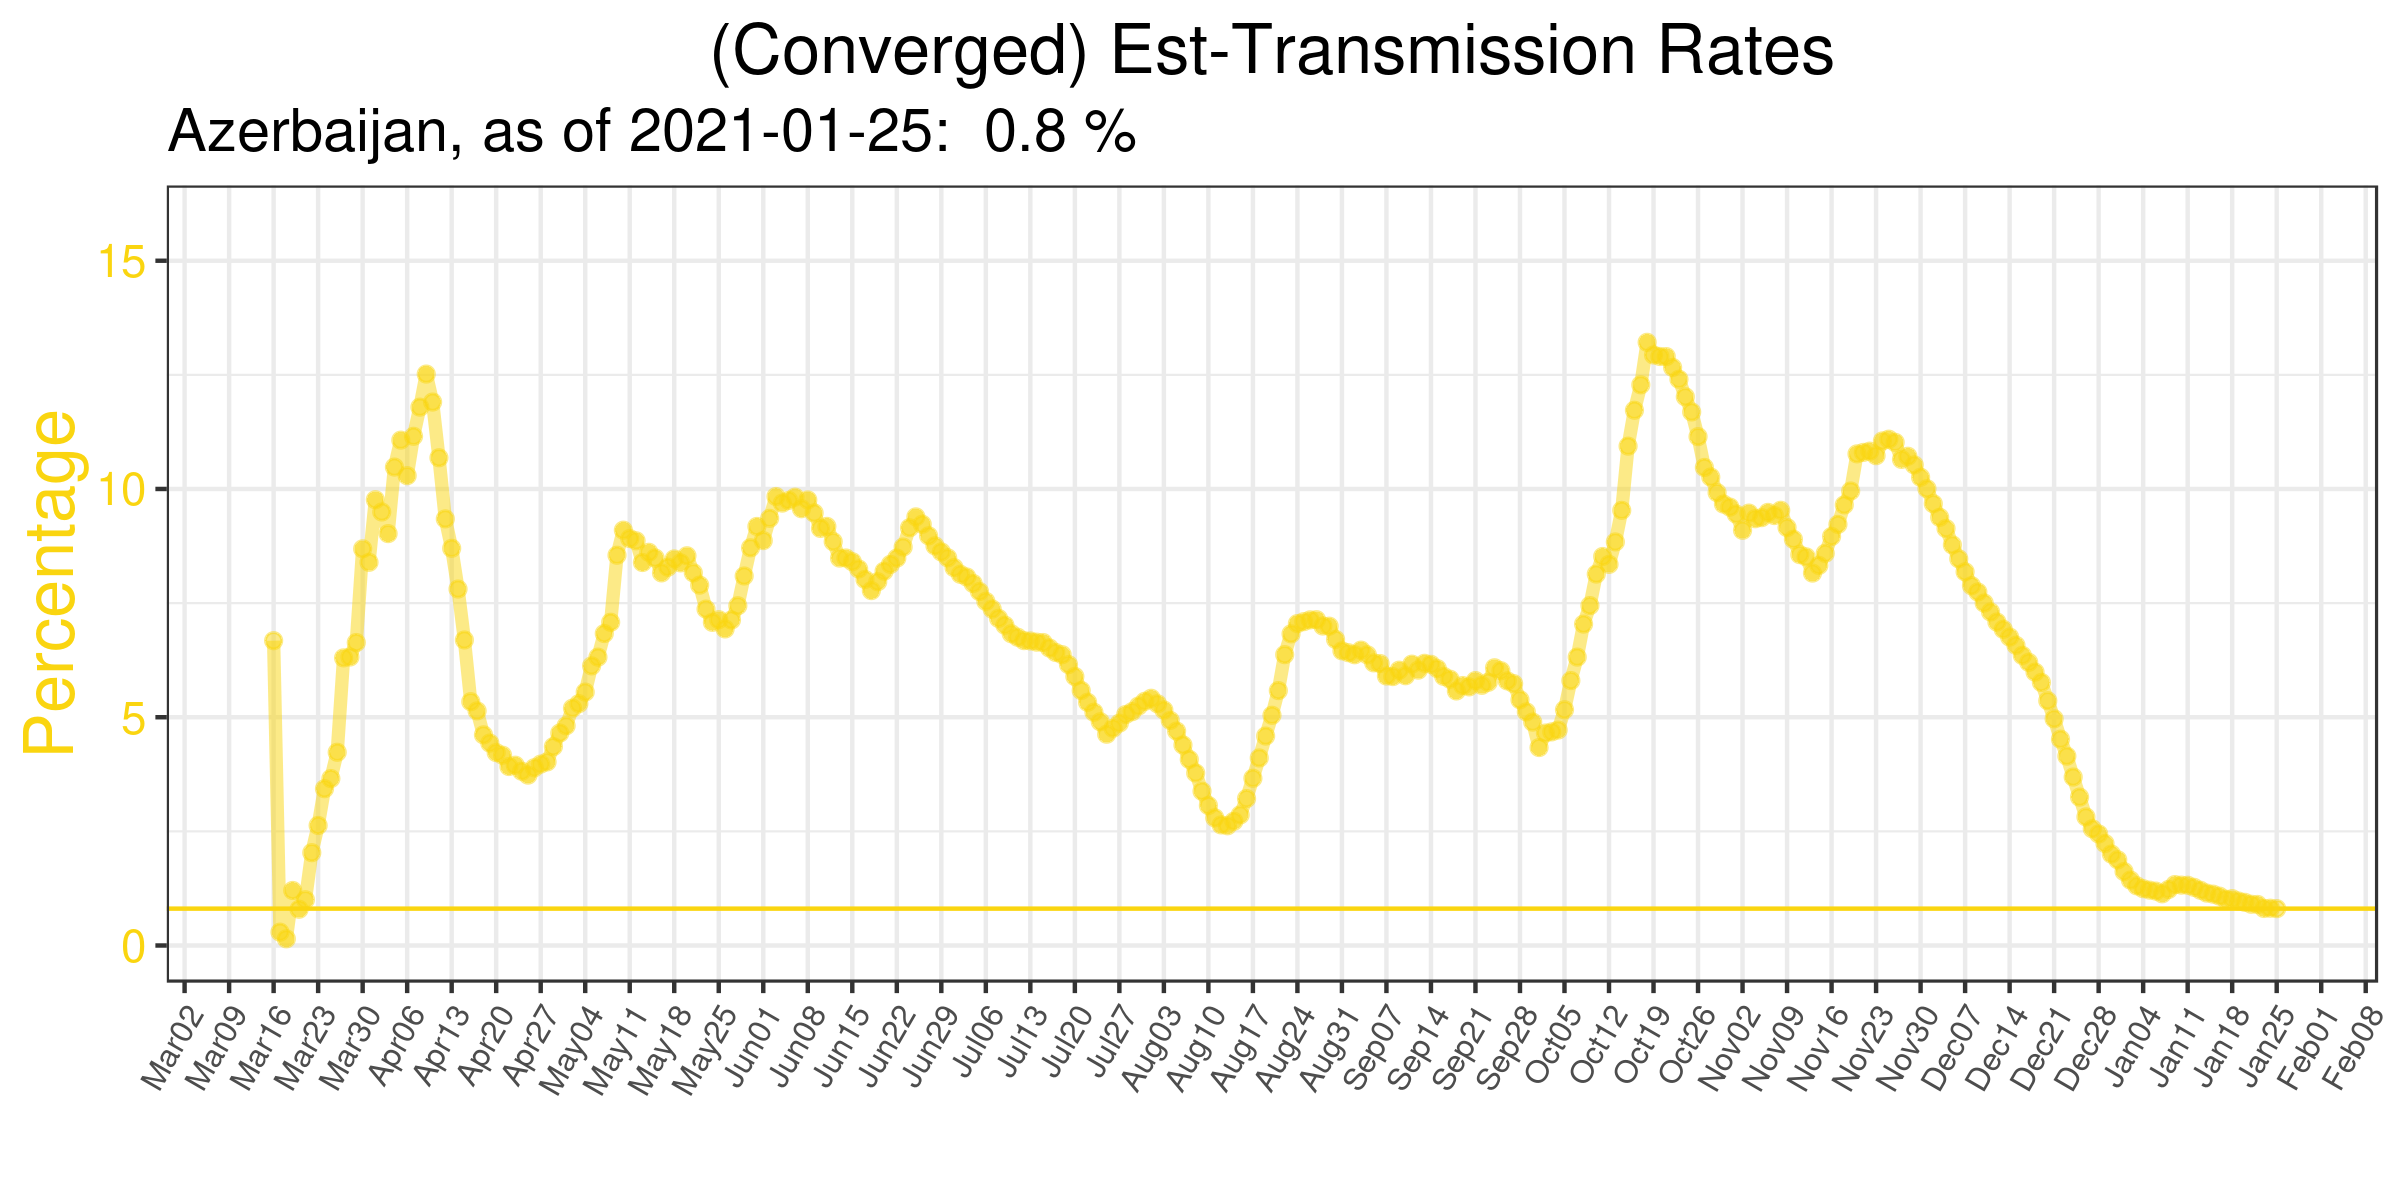 (Converged) Est-Transmission Rates
Azerbaijan, as of 2021-01-25:  0.8 %
Percentage
15
10
5
0
Mar02 Mar09 Mar16 Mar23 Mar30 Apr06 Apr13 Apr20 Apr27 May04 May11 May18 May25 Jun01 Jun08 Jun15 Jun22 Jun29 Jul06 Jul13 Jul20 Jul27 Aug03 Aug10 Aug17 Aug24 Aug31 Sep07 Sep14 Sep21 Sep28 Oct05 Oct12 Oct19 Oct26 Nov02 Nov09 Nov16 Nov23 Nov30 Dec07 Dec14 Dec21 Dec28 Jan04 Jan11 Jan18 Jan25 Feb01 Feb08